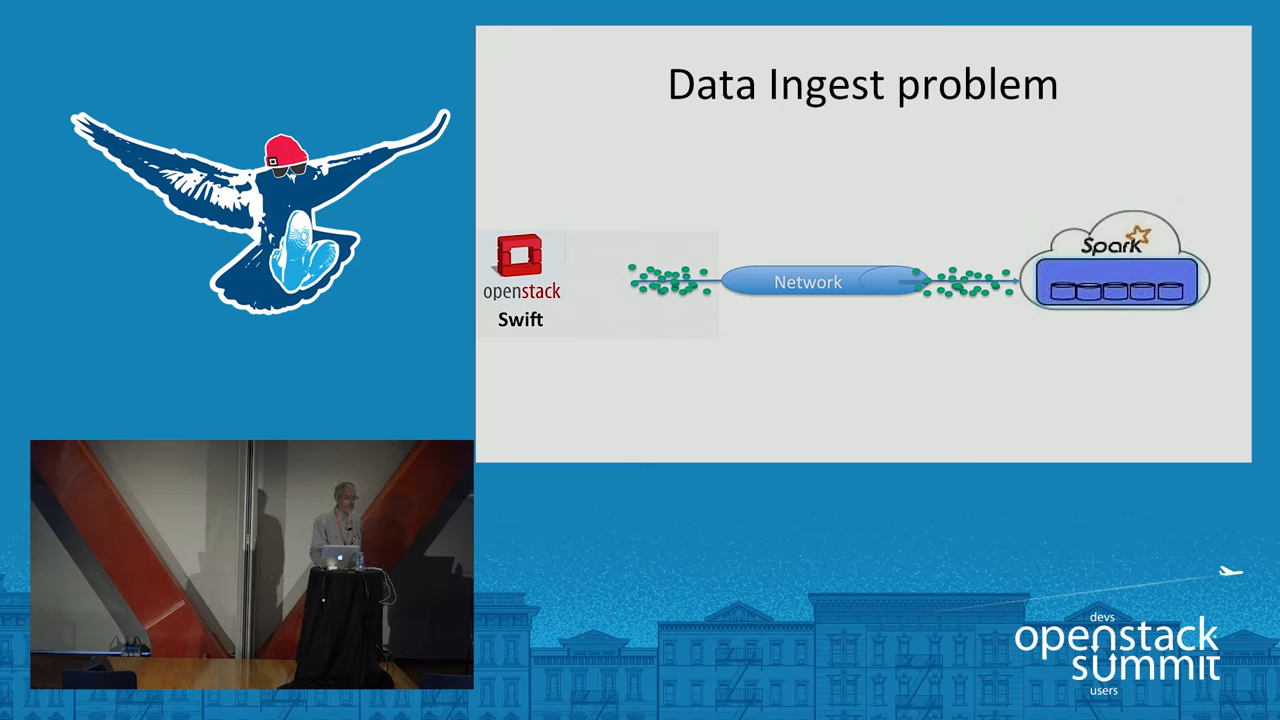 Data Ingest problem
openstack
Swift
Network
Spark
devs
openstack
summit
users